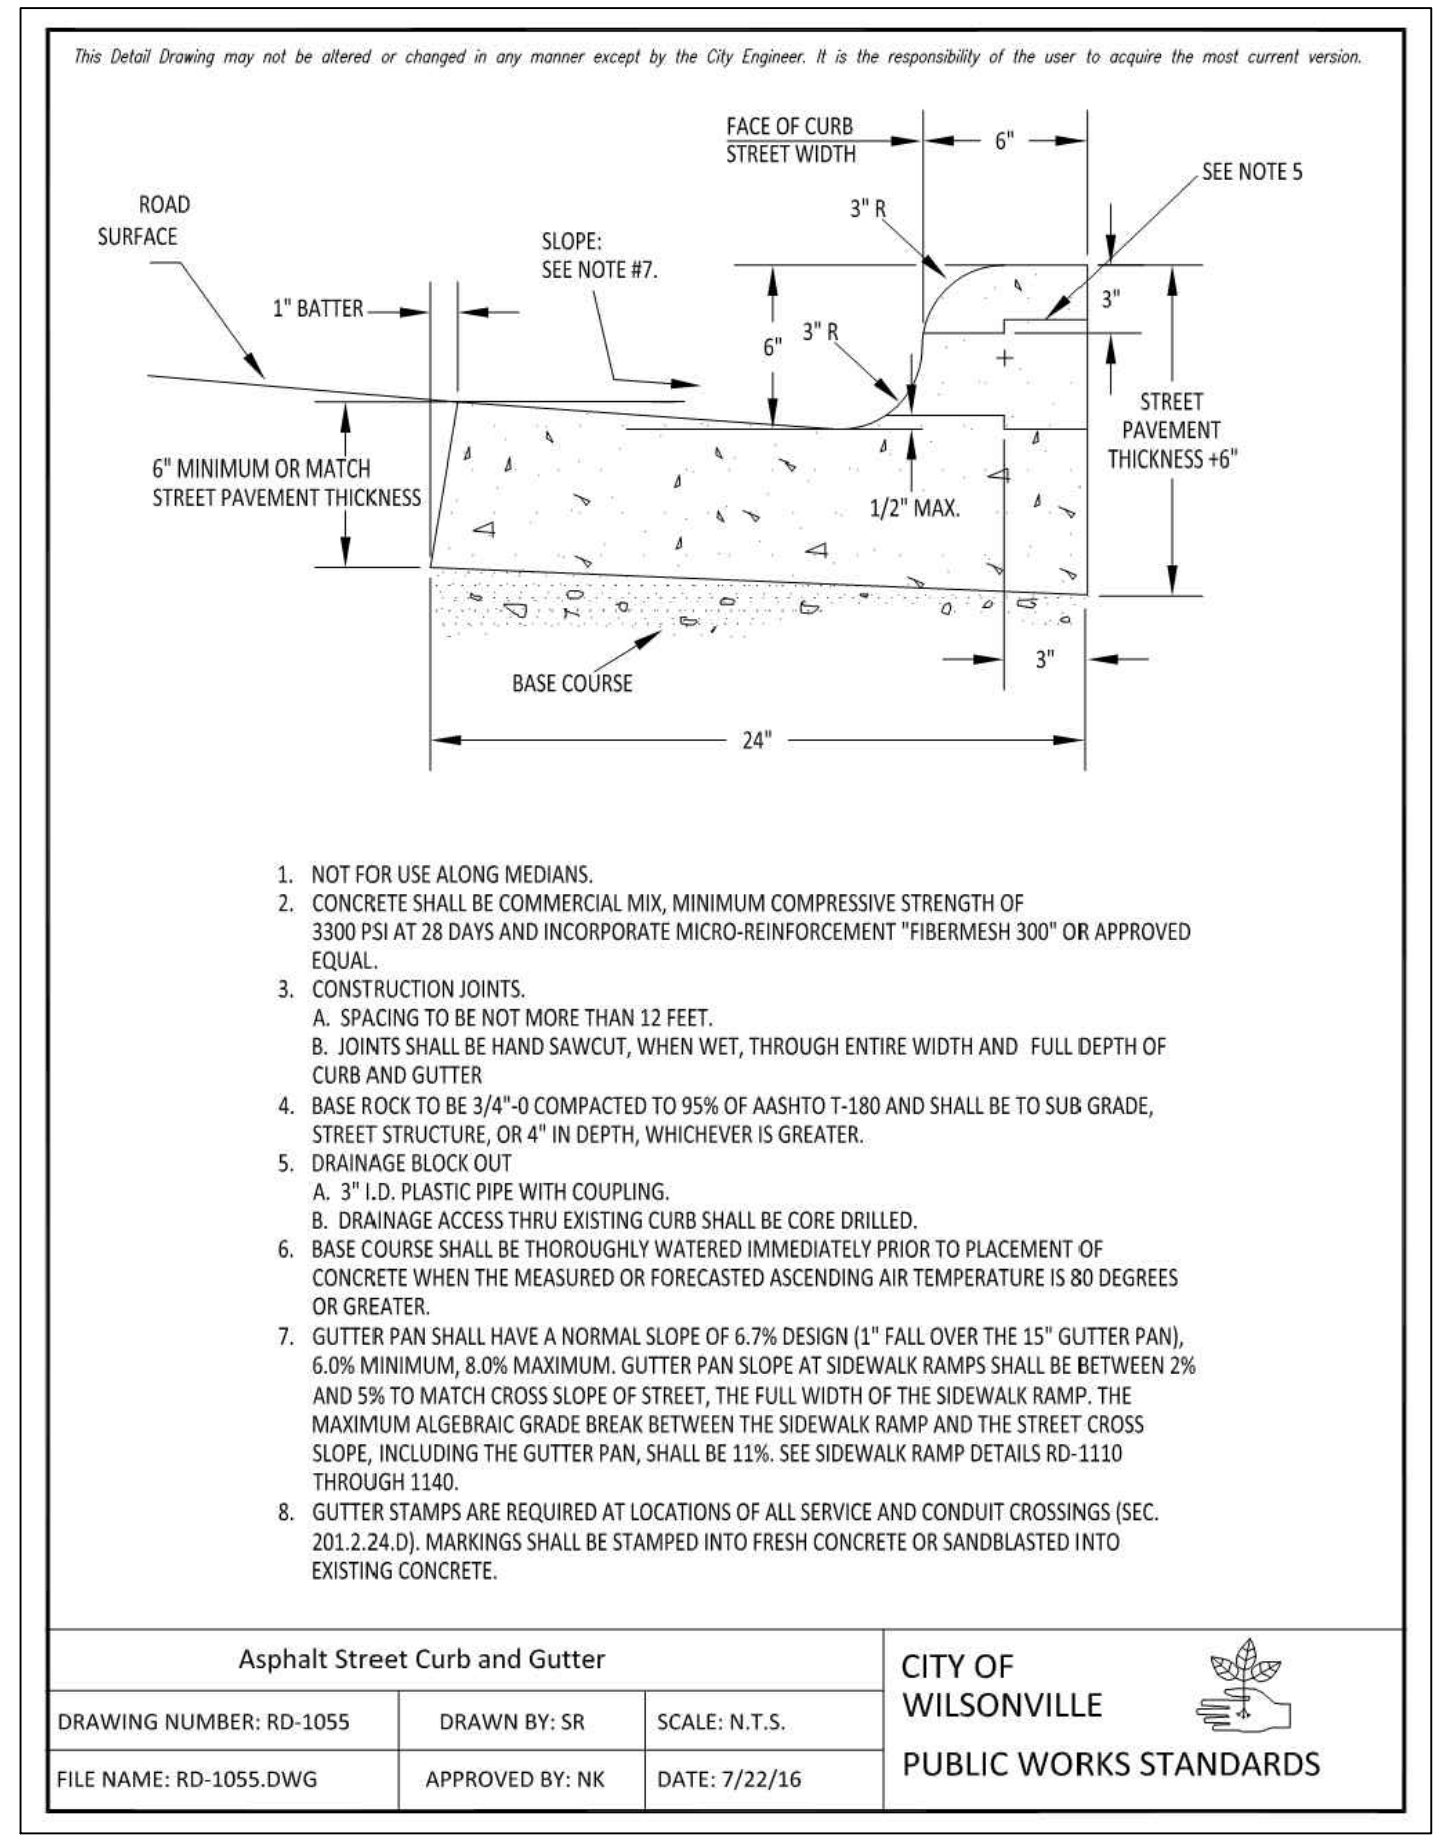 This Detail Drawing may not be altered or changed in any manner except by the City Engineer. It is the responsibility of the user to acquire the most current version.
FACE OF CURB
STREET WIDTH
6"
SEE NOTE 5
ROAD
SURFACE
3" R
SLOPE:
SEE NOTE #7.
1" BATTER
3"
3" R
6"
STREET
PAVEMENT
THICKNESS +6"
6" MINIMUM OR MATCH
STREET PAVEMENT THICKNESS
1/2" MAX.
3"
BASE COURSE
24"
1. NOT FOR USE ALONG MEDIANS.
2. CONCRETE SHALL BE COMMERCIAL MIX, MINIMUM COMPRESSIVE STRENGTH OF
3300 PSI AT 28 DAYS AND INCORPORATE MICRO-REINFORCEMENT "FIBERMESH 300" OR APPROVED
EQUAL.
3. CONSTRUCTION JOINTS.
A. SPACING TO BE NOT MORE THAN 12 FEET.
B. JOINTS SHALL BE HAND SAWCUT, WHEN WET, THROUGH ENTIRE WIDTH AND FULL DEPTH OF
CURB AND GUTTER
4. BASE ROCK TO BE 3/4"-0 COMPACTED TO 95% OF AASHTO T-180 AND SHALL BE TO SUB GRADE,
STREET STRUCTURE, OR 4" IN DEPTH, WHICHEVER IS GREATER.
5. DRAINAGE BLOCK OUT
A. 3" I.D. PLASTIC PIPE WITH COUPLING.
B. DRAINAGE ACCESS THRU EXISTING CURB SHALL BE CORE DRILLED.
6. BASE COURSE SHALL BE THOROUGHLY WATERED IMMEDIATELY PRIOR TO PLACEMENT OF
CONCRETE WHEN THE MEASURED OR FORECASTED ASCENDING AIR TEMPERATURE IS 80 DEGREES
OR GREATER.
7. GUTTER PAN SHALL HAVE A NORMAL SLOPE OF 6.7% DESIGN (1" FALL OVER THE 15" GUTTER PAN),
6.0% MINIMUM, 8.0% MAXIMUM. GUTTER PAN SLOPE AT SIDEWALK RAMPS SHALL BE BETWEEN 2%
AND 5% TO MATCH CROSS SLOPE OF STREET, THE FULL WIDTH OF THE SIDEWALK RAMP. THE
MAXIMUM ALGEBRAIC GRADE BREAK BETWEEN THE SIDEWALK RAMP AND THE STREET CROSS
SLOPE, INCLUDING THE GUTTER PAN, SHALL BE 11%. SEE SIDEWALK RAMP DETAILS RD-1110
THROUGH 1140.
8. GUTTER STAMPS ARE REQUIRED AT LOCATIONS OF ALL SERVICE AND CONDUIT CROSSINGS (SEC.
201.2.24.D). MARKINGS SHALL BE STAMPED INTO FRESH CONCRETE OR SANDBLASTED INTO
EXISTING CONCRETE.
Asphalt Street Curb and Gutter
DRAWING NUMBER: RD-1055
DRAWN BY: SR
SCALE: N.T.S.
FILE NAME: RD-1055.DWG
APPROVED BY: NK
DATE: 7/22/16
CITY OF
WILSONVILLE
PUBLIC WORKS STANDARDS